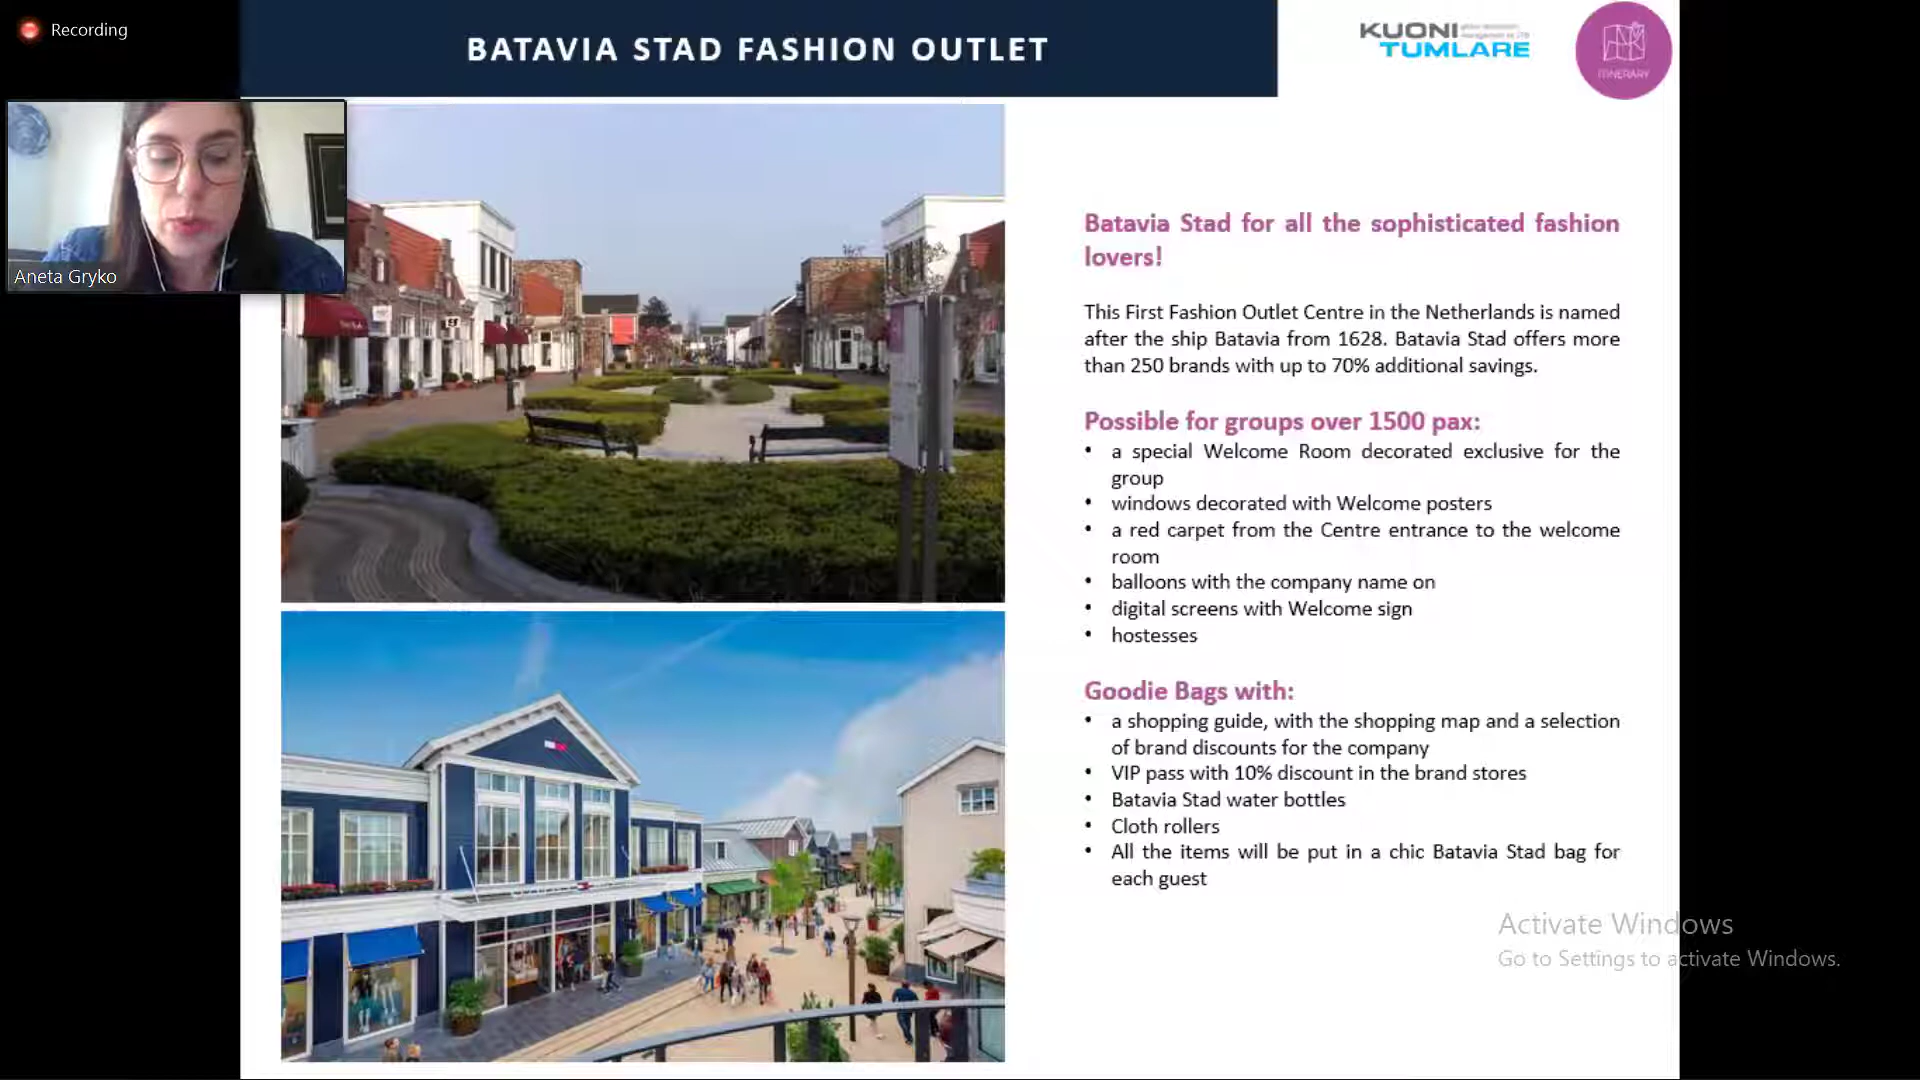 Recording
BATAVIA STAD FASHION OUTLET
KUONI
TUMLARE
ITINERARY
Aneta Gryko
Batavia Stad for all the sophisticated fashion
lovers!
This First Fashion Outlet Centre in the Netherlands is named
after the ship Batavia from 1628. Batavia Stad offers more
than 250 brands with up to 70% additional savings.
Possible for groups over 1500 pax:
• a special Welcome Room decorated exclusive for the
group
• windows decorated with Welcome posters
• a red carpet from the Centre entrance to the welcome
room
• balloons with the company name on
• digital screens with Welcome sign
• hostesses
Goodie Bags with:
• a shopping guide, with the shopping map and a selection
of brand discounts for the company
• VIP pass with 10% discount in the brand stores
• Batavia Stad water bottles
• Cloth rollers
• All the items will be put in a chic Batavia Stad bag for
each guest
Activate Windows
Go to Settings to activate Windows.